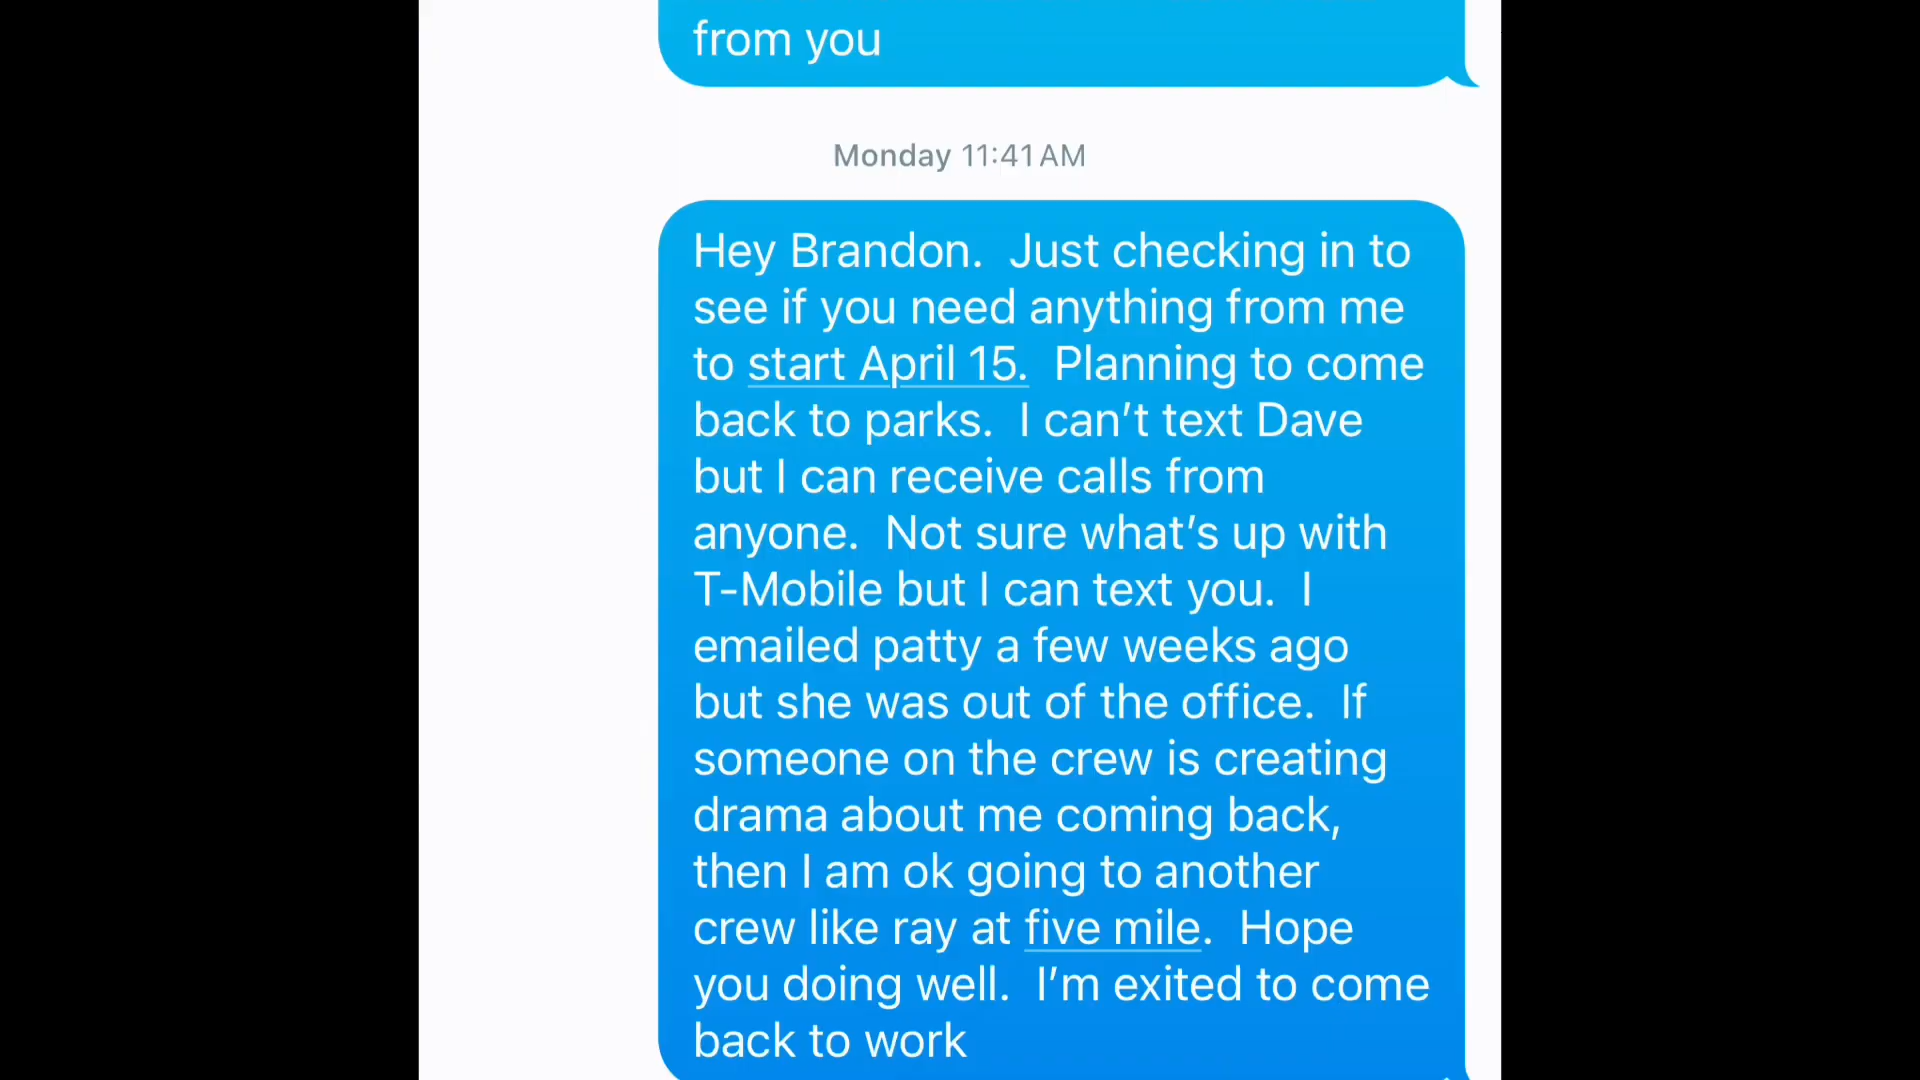 from you
Monday 11:41 AM
Hey Brandon.  Just checking in to
see if you need anything from me
to start April 15.  Planning to come
back to parks.  I can’t text Dave
but I can receive calls from
anyone.  Not sure what’s up with
T-Mobile but I can text you.  I
emailed patty a few weeks ago
but she was out of the office.  If
someone on the crew is creating
drama about me coming back,
then I am ok going to another
crew like ray at five mile.  Hope
you doing well.  I’m exited to come
back to work